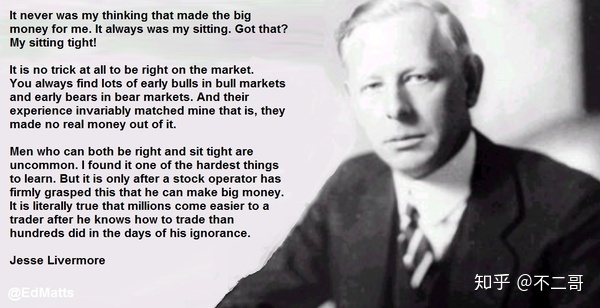 It never was my thinking that made the big
money for me. It always was my sitting. Got that?
My sitting tight!
It is no trick at all to be right on the market.
You always find lots of early bulls in bull markets
and early bears in bear markets. And their
experience invariably matched mine that is, they
made no real money out of it.
Men who can both be right and sit tight are
uncommon. I found it one of the hardest things
to learn. But it is only after a stock operator has
firmly grasped this that he can make big money.
It is literally true that millions come easier to a
trader after he knows how to trade than
hundreds did in the days of his ignorance.
Jesse Livermore
@EdMatts
知乎 @不二哥